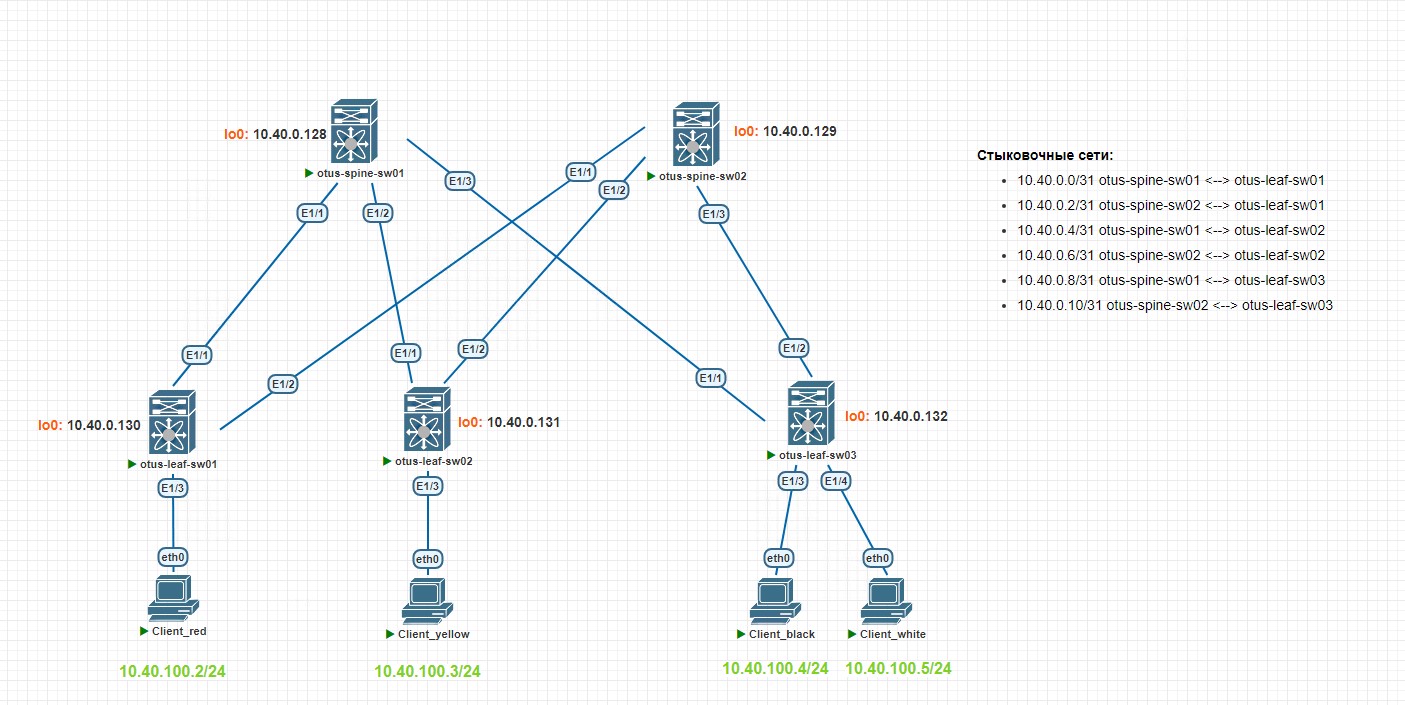 lo0: 10.40.0.128
otus-spine-sw01
lo0: 10.40.0.129
otus-spine-sw02
E1/1
E1/2
E1/3
E1/1
E1/2
E1/3
Стыковочные сети:
10.40.0.0/31 otus-spine-sw01 <--> otus-leaf-sw01
10.40.0.2/31 otus-spine-sw02 <--> otus-leaf-sw01
10.40.0.4/31 otus-spine-sw01 <--> otus-leaf-sw02
10.40.0.6/31 otus-spine-sw02 <--> otus-leaf-sw02
10.40.0.8/31 otus-spine-sw01 <--> otus-leaf-sw03
10.40.0.10/31 otus-spine-sw02 <--> otus-leaf-sw03
E1/1
E1/2
E1/1
E1/2
E1/1
E1/2
lo0: 10.40.0.130
otus-leaf-sw01
lo0: 10.40.0.131
otus-leaf-sw02
lo0: 10.40.0.132
otus-leaf-sw03
E1/3
E1/3
E1/3
E1/4
eth0
eth0
eth0
eth0
Client_red
Client_yellow
Client_black
Client_white
10.40.100.2/24
10.40.100.3/24
10.40.100.4/24
10.40.100.5/24